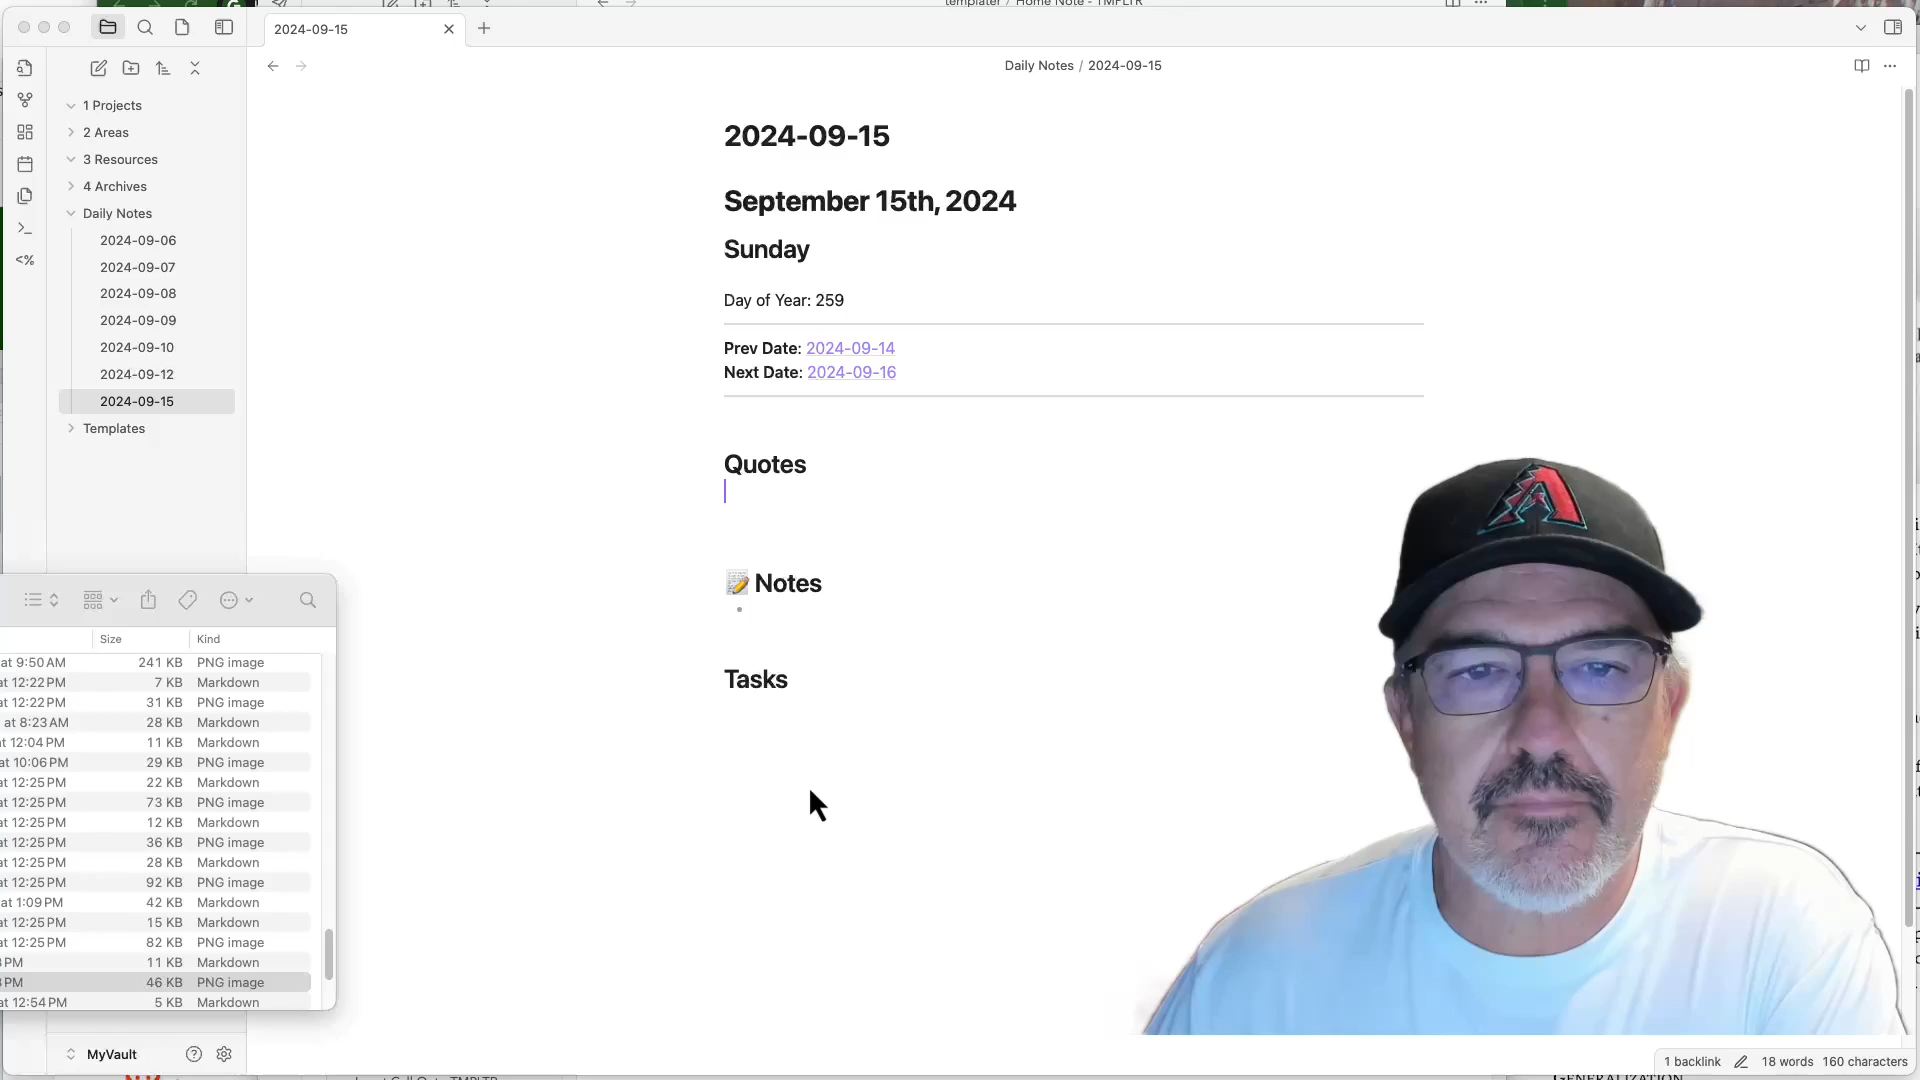 templater / Home Note - TMPLTR
2024-09-15
Daily Notes / 2024-09-15
1 Projects
2 Areas
3 Resources
4 Archives
Daily Notes
2024-09-06
2024-09-07
2024-09-08
2024-09-09
2024-09-10
2024-09-12
2024-09-15
Templates
<%
2024-09-15
September 15th, 2024
Sunday
Day of Year: 259
Prev Date: 2024-09-14
Next Date: 2024-09-16
Quotes
📝 Notes
Tasks
Size Kind
at 9:50 AM 241 KB PNG image
at 12:22 PM 7 KB Markdown
at 12:22 PM 31 KB PNG image
at 8:23 AM 28 KB Markdown
at 12:04 PM 11 KB Markdown
at 10:06 PM 29 KB PNG image
at 12:25 PM 22 KB Markdown
at 12:25 PM 73 KB PNG image
at 12:25 PM 12 KB Markdown
at 12:25 PM 36 KB PNG image
at 12:25 PM 28 KB Markdown
at 12:25 PM 92 KB PNG image
at 1:09 PM 42 KB Markdown
at 12:25 PM 15 KB Markdown
at 12:25 PM 82 KB PNG image
PM 11 KB Markdown
PM 46 KB PNG image
at 12:54 PM 5 KB Markdown
MyVault
1 backlink 18 words 160 characters
GENERALIZATION